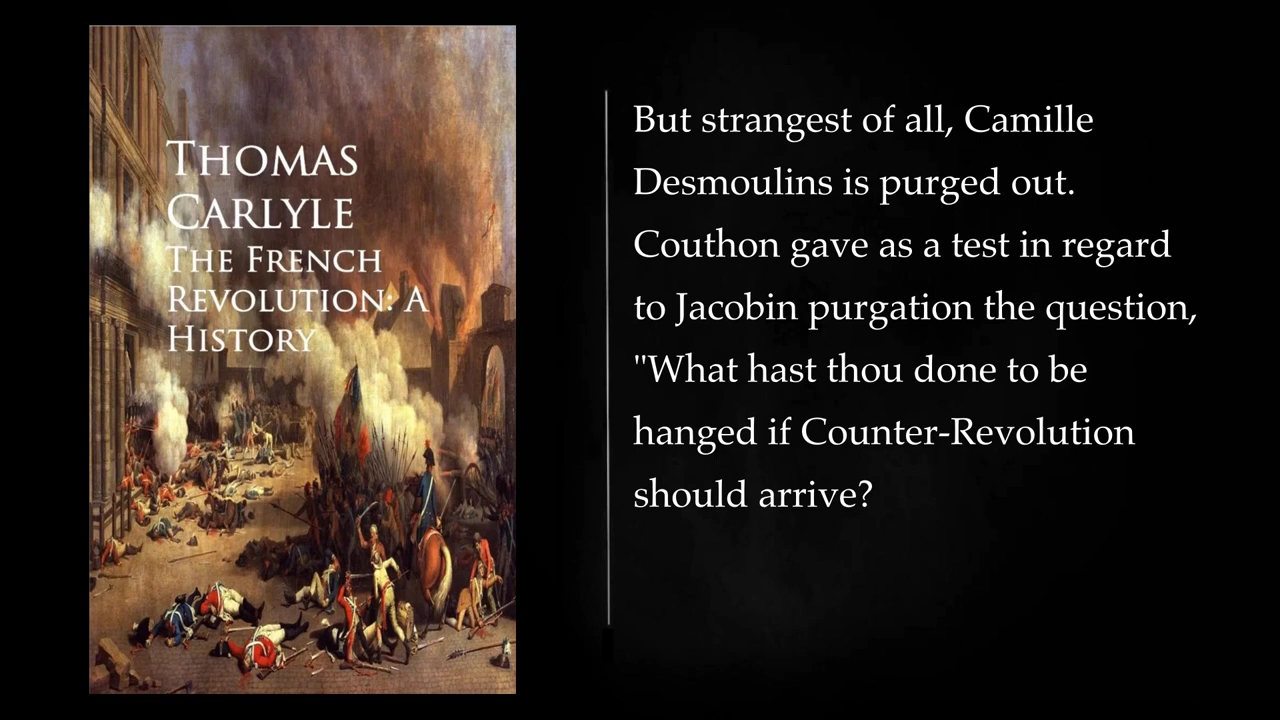 THOMAS
CARLYLE
THE FRENCH
REVOLUTION: A
HISTORY
But strangest of all, Camille
Desmoulins is purged out.
Couthon gave as a test in regard
to Jacobin purgation the question,
"What hast thou done to be
hanged if Counter-Revolution
should arrive?